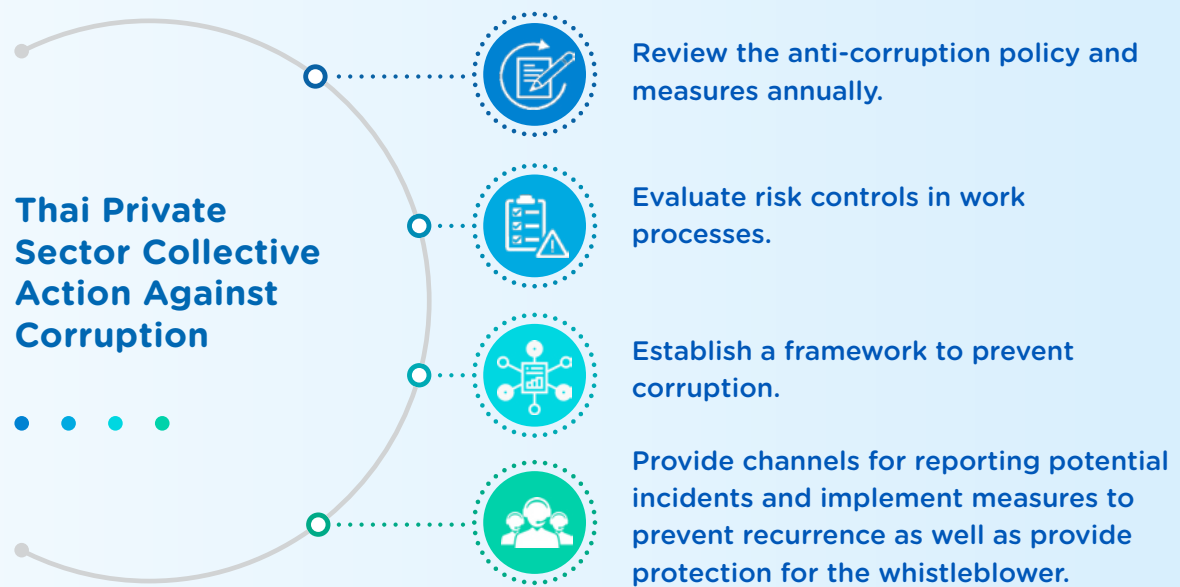 Thai Private
Sector Collective
Action Against
Corruption
Review the anti-corruption policy and
measures annually.
Evaluate risk controls in work
processes.
Establish a framework to prevent
corruption.
Provide channels for reporting potential
incidents and implement measures to
prevent recurrence as well as provide
protection for the whistleblower.